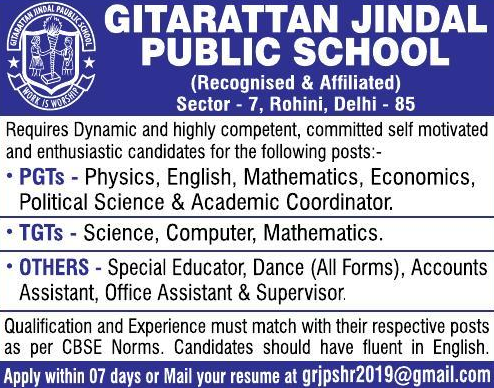 GITARATTAN JINDAL PUBLIC SCHOOL
WORK IS WORSHIP
GITARATTAN JINDAL
PUBLIC SCHOOL
(Recognised & Affiliated)
Sector - 7, Rohini, Delhi - 85
Requires Dynamic and highly competent, committed self motivated
and enthusiastic candidates for the following posts:-
• PGTs - Physics, English, Mathematics, Economics,
Political Science & Academic Coordinator.
• TGTs - Science, Computer, Mathematics.
• OTHERS - Special Educator, Dance (All Forms), Accounts
Assistant, Office Assistant & Supervisor.
Qualification and Experience must match with their respective posts
as per CBSE Norms. Candidates should have fluent in English.
Apply within 07 days or Mail your resume at grjpshr2019@gmail.com